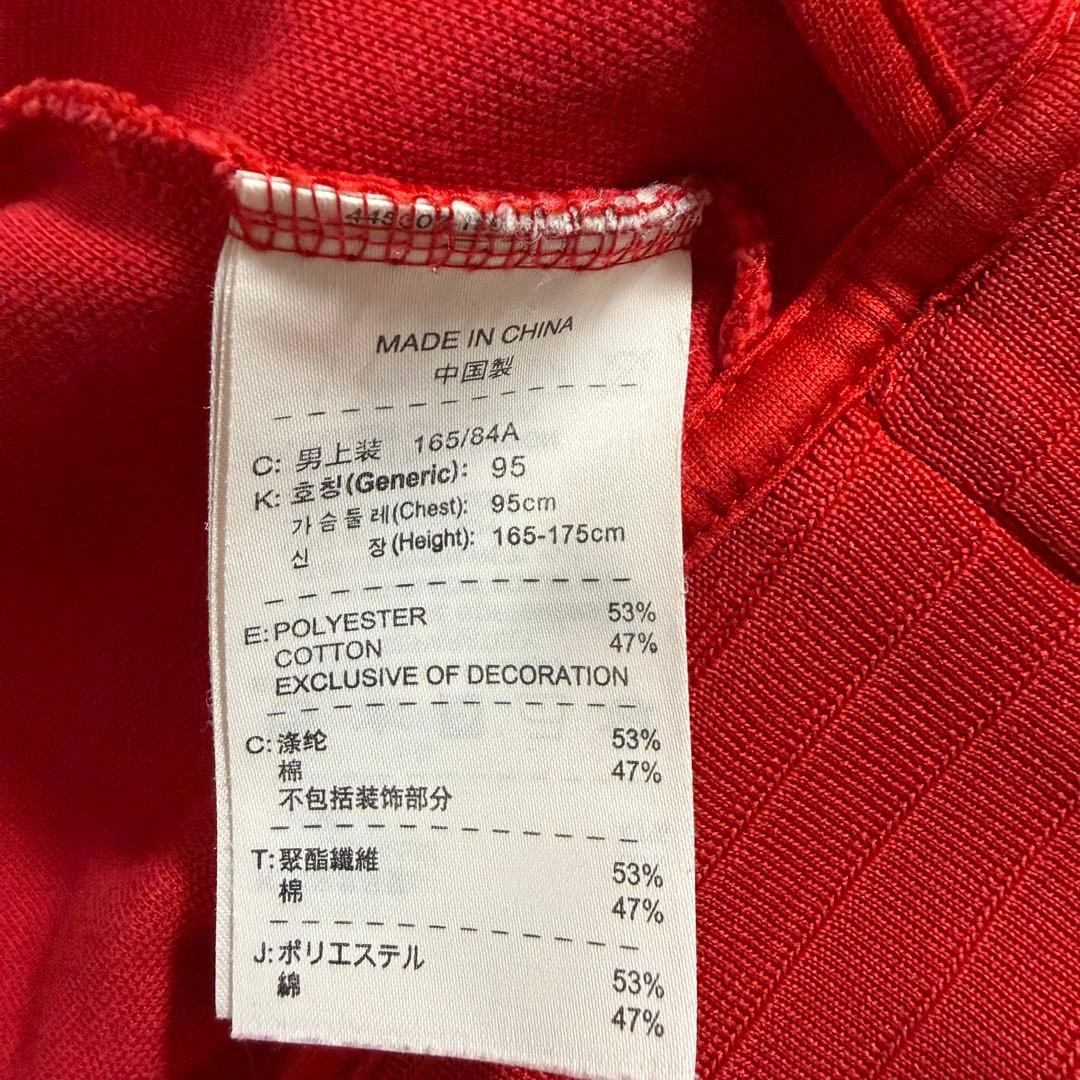 MADE IN CHINA
中国製
C: 男上装 165/84A
K: 호칭(Generic): 95
가슴둘레(Chest): 95cm
신 장(Height): 165-175cm
E: POLYESTER 53%
COTTON 47%
EXCLUSIVE OF DECORATION
C: 涤纶 53%
棉 47%
不包括装饰部分
T: 聚酯纖維 53%
棉 47%
J: ポリエステル 53%
綿 47%